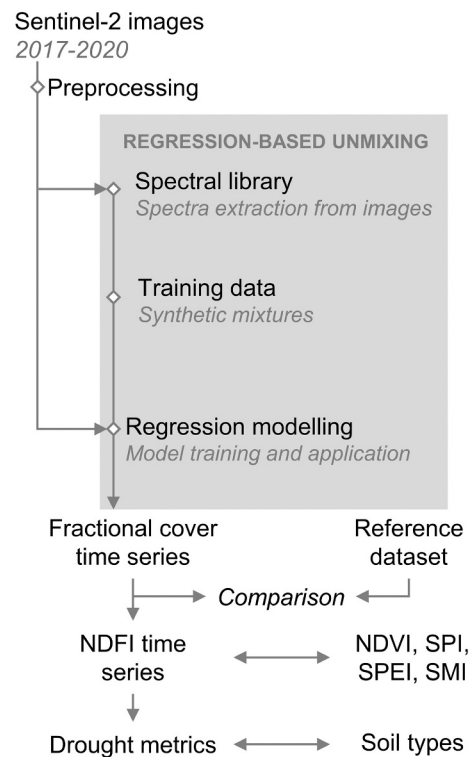 Sentinel-2 images
2017-2020
Preprocessing
REGRESSION-BASED UNMIXING
Spectral library
Spectra extraction from images
Training data
Synthetic mixtures
Regression modelling
Model training and application
Fractional cover
time series
Reference
dataset
Comparison
NDFI time
series
NDVI, SPI,
SPEI, SMI
Drought metrics
Soil types